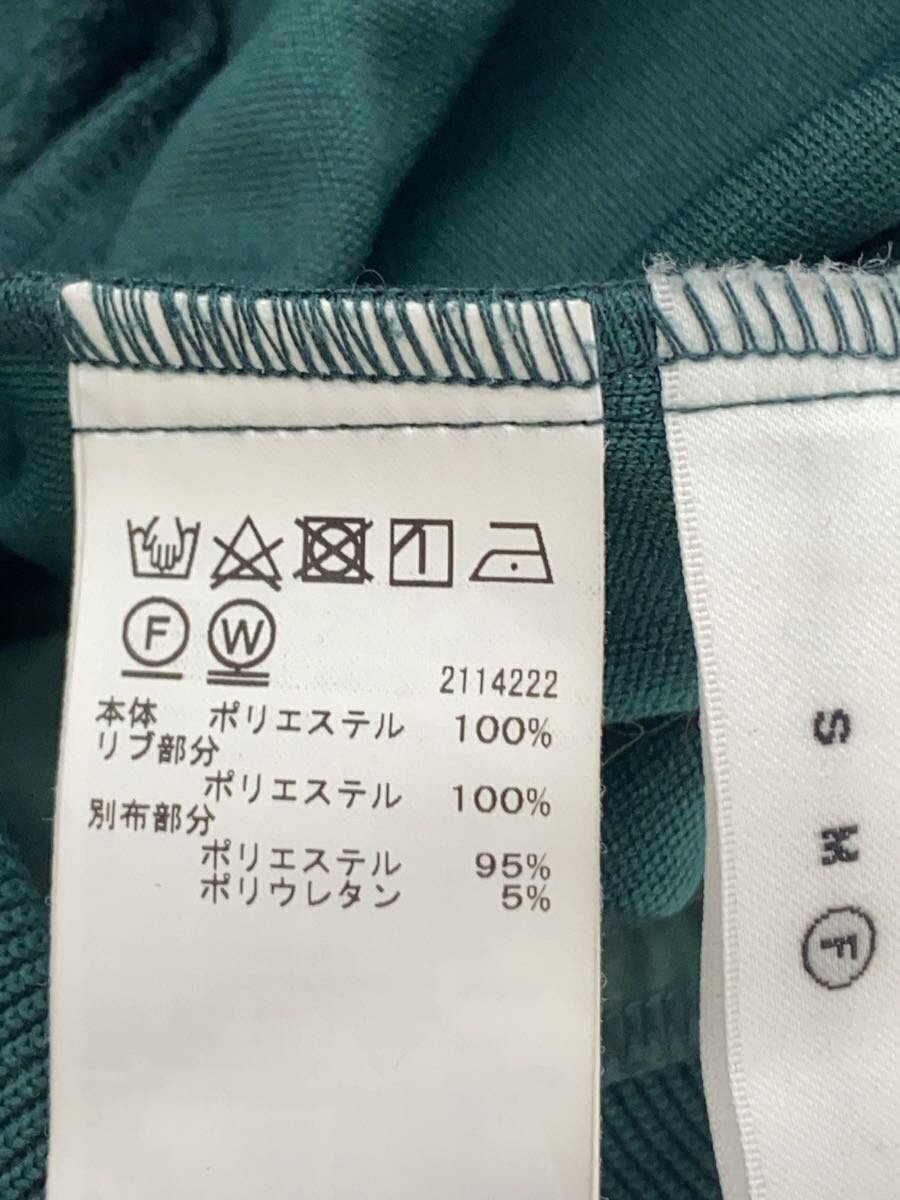 F W
2114222
本体 ポリエステル 100%
リブ部分
ポリエステル 100%
別布部分
ポリエステル 95%
ポリウレタン 5%
S M F